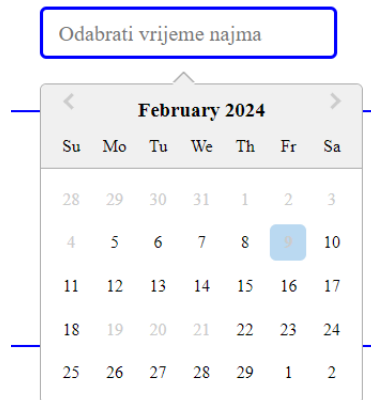 Odabrati vrijeme najma
February 2024
Su Mo Tu We Th Fr Sa
28 29 30 31 1 2 3
4 5 6 7 8 9 10
11 12 13 14 15 16 17
18 19 20 21 22 23 24
25 26 27 28 29 1 2